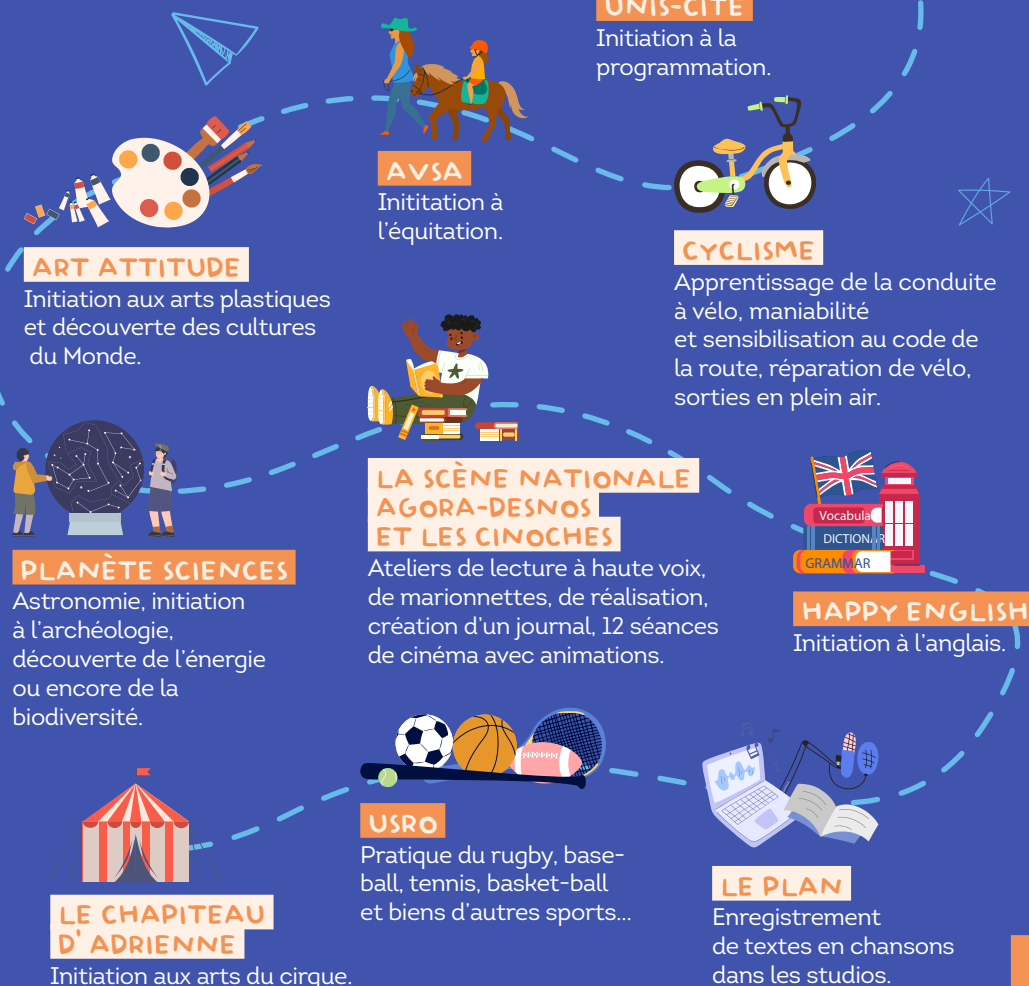 UNIS-CITÉ
Initiation à la
programmation.
AVSA
Inititation à
l'équitation.
ART ATTITUDE
Initiation aux arts plastiques
et découverte des cultures
du Monde.
CYCLISME
Apprentissage de la conduite
à vélo, maniabilité
et sensibilisation au code de
la route, réparation de vélo,
sorties en plein air.
LA SCÈNE NATIONALE
AGORA-DESNOS
ET LES CINOCHES
Ateliers de lecture à haute voix,
de marionnettes, de réalisation,
création d'un journal, 12 séances
de cinéma avec animations.
PLANÈTE SCIENCES
Astronomie, initiation
à l'archéologie,
découverte de l'énergie
ou encore de la
biodiversité.
Vocabula
DICTIONAR
GRAMMAR
HAPPY ENGLISH
Initiation à l'anglais.
USRO
Pratique du rugby, base-
ball, tennis, basket-ball
et biens d'autres sports...
LE PLAN
Enregistrement
de textes en chansons
dans les studios.
LE CHAPITEAU
D' ADRIENNE
Initiation aux arts du cirque.